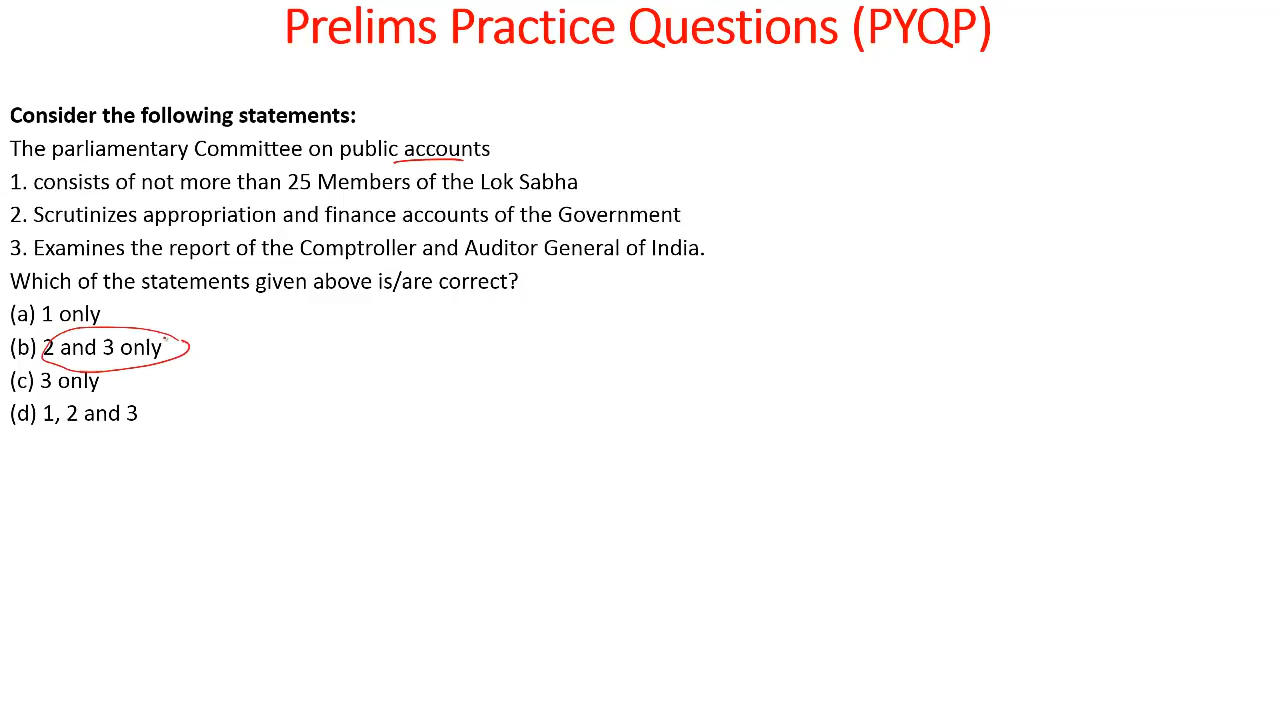 Prelims Practice Questions (PYQP)
Consider the following statements:
The parliamentary Committee on public accounts
1. consists of not more than 25 Members of the Lok Sabha
2. Scrutinizes appropriation and finance accounts of the Government
3. Examines the report of the Comptroller and Auditor General of India.
Which of the statements given above is/are correct?
(a) 1 only
(b) 2 and 3 only
(c) 3 only
(d) 1, 2 and 3